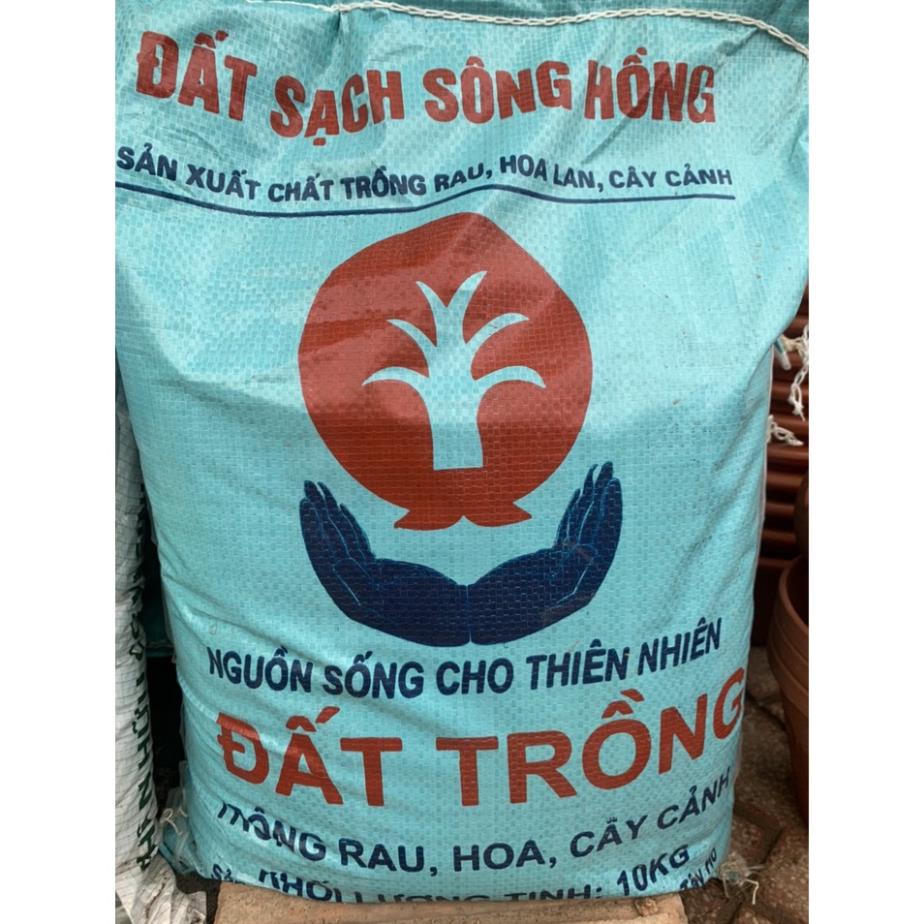 ĐẤT SẠCH SÔNG HỒNG
SẢN XUẤT CHẤT TRỒNG RAU, HOA LAN, CÂY CẢNH
NGUỒN SỐNG CHO THIÊN NHIÊN
ĐẤT TRỒNG
TRỒNG RAU, HOA, CÂY CẢNH
KHỐI LƯỢNG TỊNH: 10KG